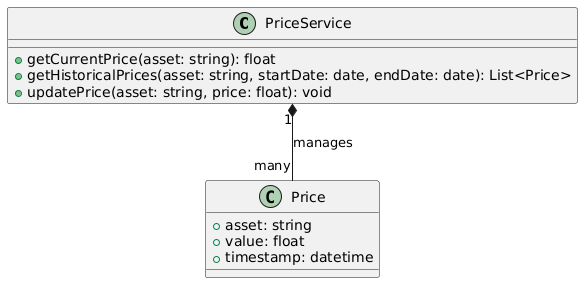 C PriceService
getCurrentPrice(asset: string): float
getHistoricalPrices(asset: string, startDate: date, endDate: date): List<Price>
updatePrice(asset: string, price: float): void
1
manages
many
C Price
asset: string
value: float
timestamp: datetime